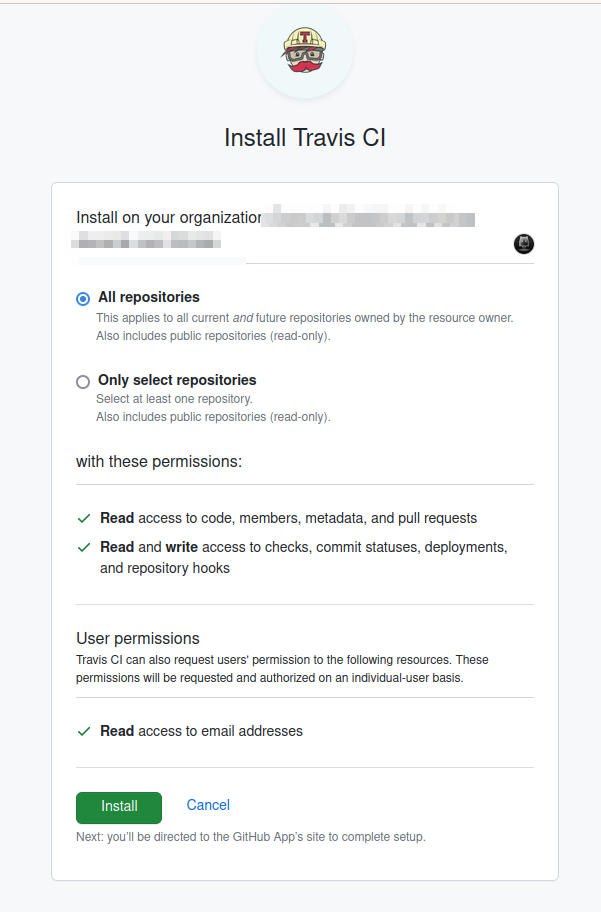 T
Install Travis CI
Install on your organization
All repositories
This applies to all current and future repositories owned by the resource owner.
Also includes public repositories (read-only).
Only select repositories
Select at least one repository.
Also includes public repositories (read-only).
with these permissions:
Read access to code, members, metadata, and pull requests
Read and write access to checks, commit statuses, deployments,
and repository hooks
User permissions
Travis CI can also request users' permission to the following resources. These
permissions will be requested and authorized on an individual-user basis.
Read access to email addresses
Install Cancel
Next: you'll be directed to the GitHub App's site to complete setup.